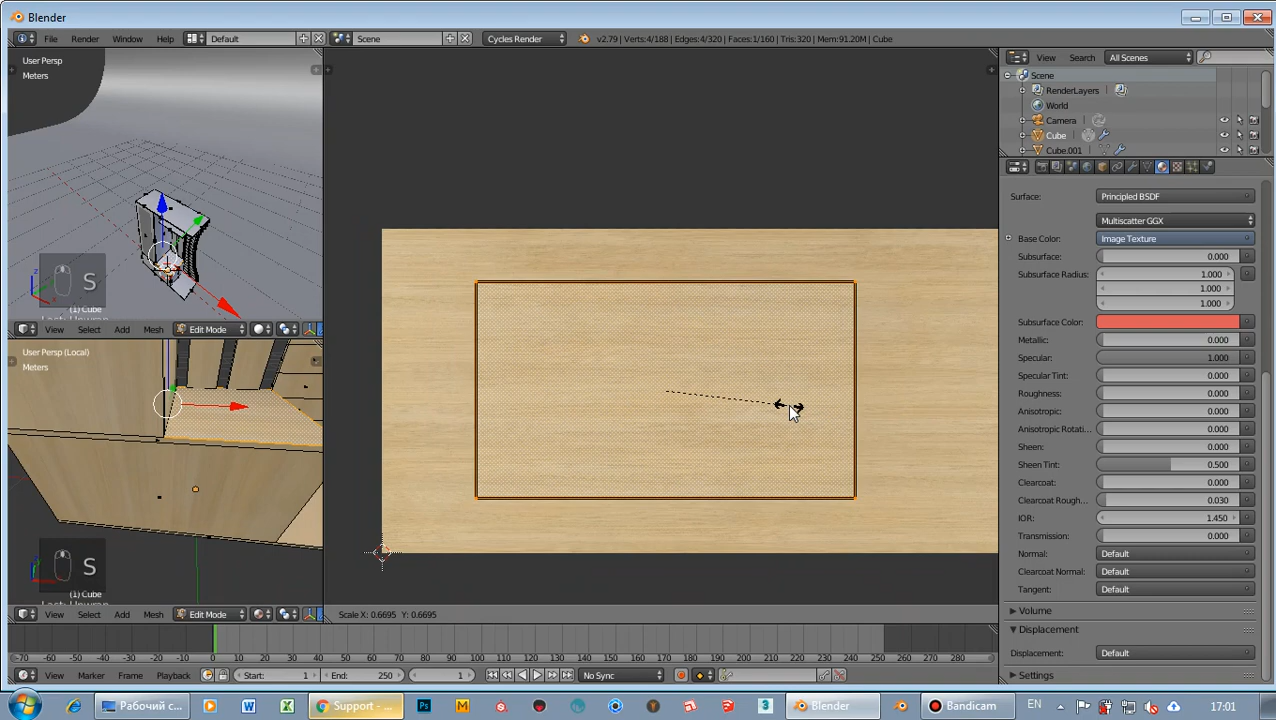 Blender
File Render Window Help Default Scene Cycles Render v2.79 | Verts:4/188 | Edges:4/320 | Faces:1/160 | Tris:320 | Mem:91.20M | Cube
View Search All Scenes
User Persp
Meters
Scene
RenderLayers
World
Camera
Cube
Cube.001
S
(1) Cube
View Select Add Mesh Edit Mode
User Persp (Local)
Meters
S
(1) Cube
View Select Add Mesh Edit Mode
Scale X: 0.6695 Y: 0.6695
Surface: Principled BSDF
Multiscatter GGX
Base Color: Image Texture
Subsurface: 0.000
Subsurface Radius: 1.000
1.000
1.000
Subsurface Color:
Metallic: 0.000
Specular: 1.000
Specular Tint: 0.000
Roughness: 0.000
Anisotropic: 0.000
Anisotropic Rotati... 0.000
Sheen: 0.000
Sheen Tint: 0.500
Clearcoat: 0.000
Clearcoat Rough... 0.030
IOR: 1.450
Transmission: 0.000
Normal: Default
Clearcoat Normal: Default
Tangent: Default
Volume
Displacement
Displacement: Default
Settings
-70 -60 -50 -40 -30 -20 -10 0 10 20 30 40 50 60 70 80 90 100 110 120 130 140 150 160 170 180 190 200 210 220 230 240 250 260 270 280
View Marker Frame Playback Start: 1 End: 250 1 No Sync
Рабочий с... Support - ... Blender Bandicam EN 17:01